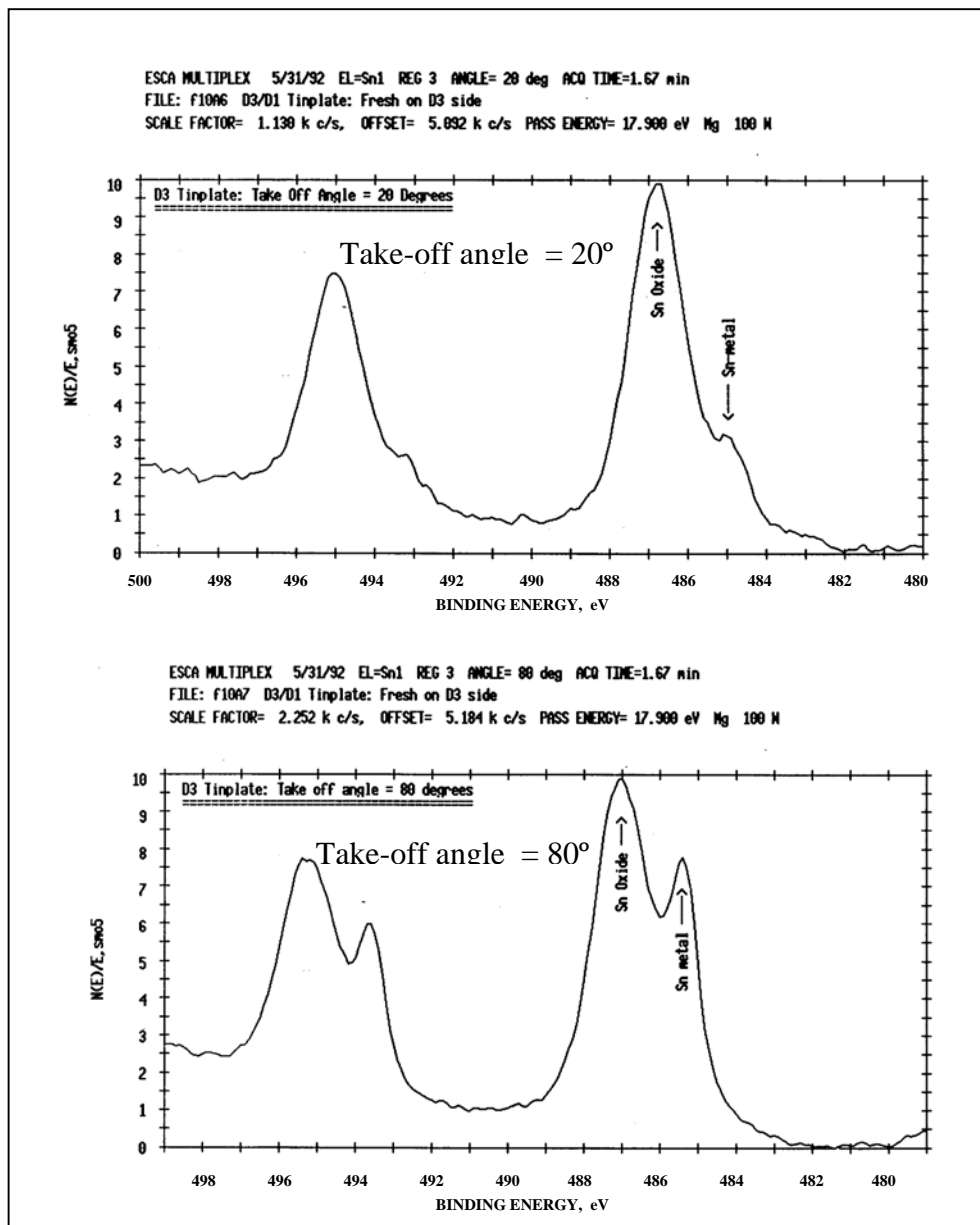 ESCA MULTIPLEX 5/31/92 EL=Sn1 REG 3 ANGLE= 20 deg ACQ TIME=1.67 min
FILE: f10A6 D3/D1 Tinplate: Fresh on D3 side
SCALE FACTOR= 1.130 k c/s, OFFSET= 5.092 k c/s PASS ENERGY= 17.900 eV Mg 100 W
D3 Tinplate: Take Off Angle = 20 Degrees
Take-off angle = 20º
Sn Oxide →
←—— Sn-metal
N(E)/E,smo5
10
9
8
7
6
5
4
3
2
1
0
500 498 496 494 492 490 488 486 484 482 480
BINDING ENERGY, eV
ESCA MULTIPLEX 5/31/92 EL=Sn1 REG 3 ANGLE= 80 deg ACQ TIME=1.67 min
FILE: f10A7 D3/D1 Tinplate: Fresh on D3 side
SCALE FACTOR= 2.252 k c/s, OFFSET= 5.184 k c/s PASS ENERGY= 17.900 eV Mg 100 W
D3 Tinplate: Take off angle = 80 degrees
Take-off angle = 80º
Sn Oxide →
Sn metal →
N(E)/E,smo5
10
9
8
7
6
5
4
3
2
1
0
498 496 494 492 490 488 486 484 482 480
BINDING ENERGY, eV